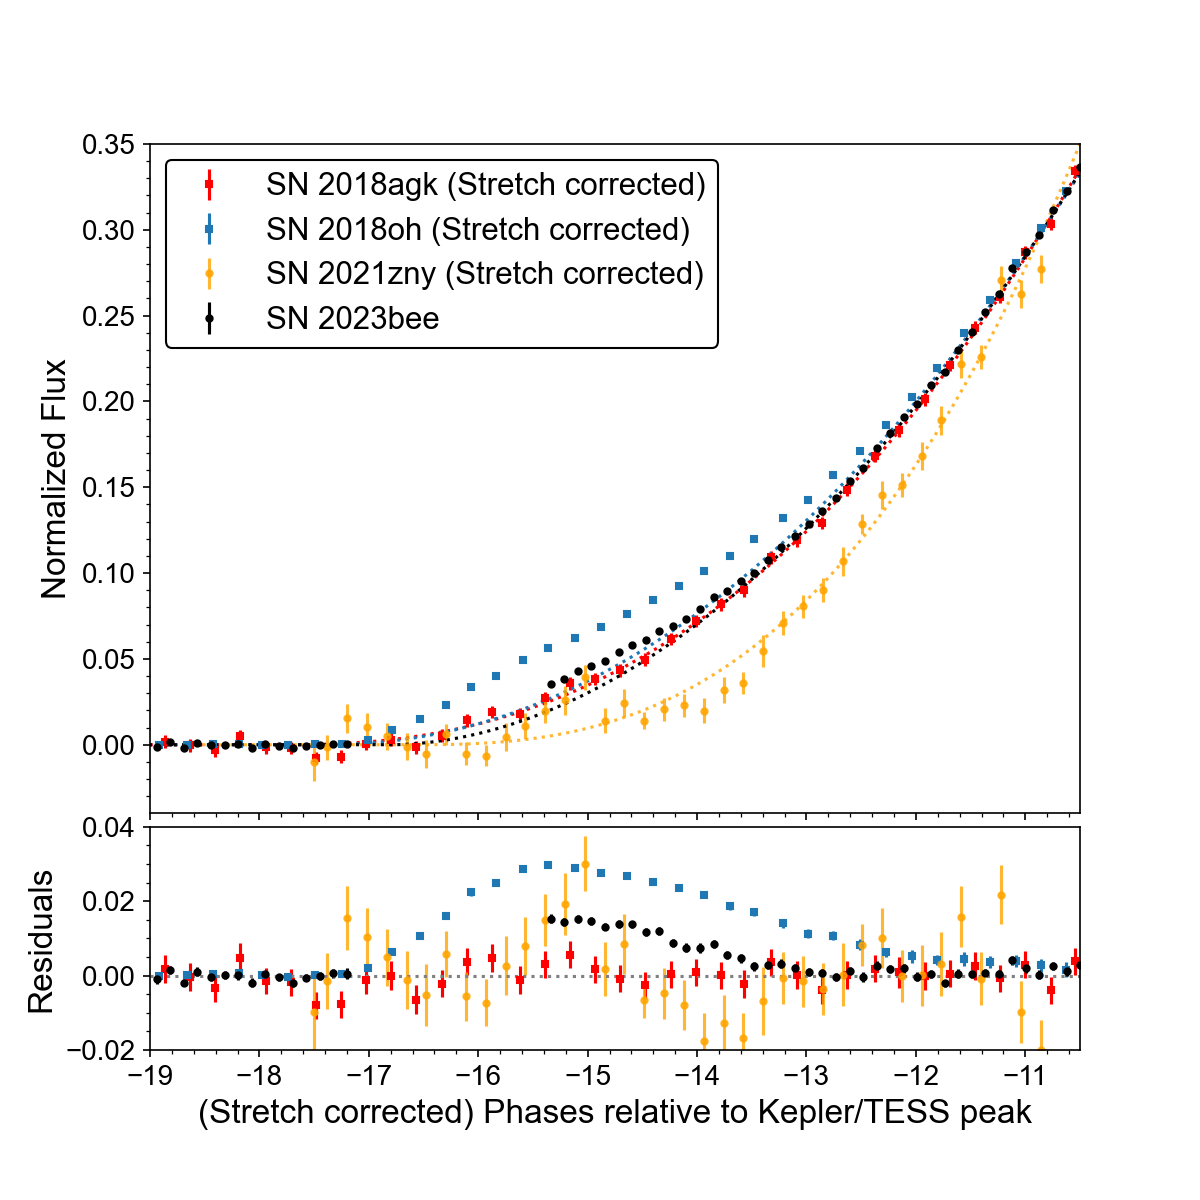 0.35
0.30
0.25
0.20
0.15
0.10
0.05
0.00
Normalized Flux
SN 2018agk (Stretch corrected)
SN 2018oh (Stretch corrected)
SN 2021zny (Stretch corrected)
SN 2023bee
0.04
0.02
0.00
−0.02
Residuals
−19 −18 −17 −16 −15 −14 −13 −12 −11
(Stretch corrected) Phases relative to Kepler/TESS peak